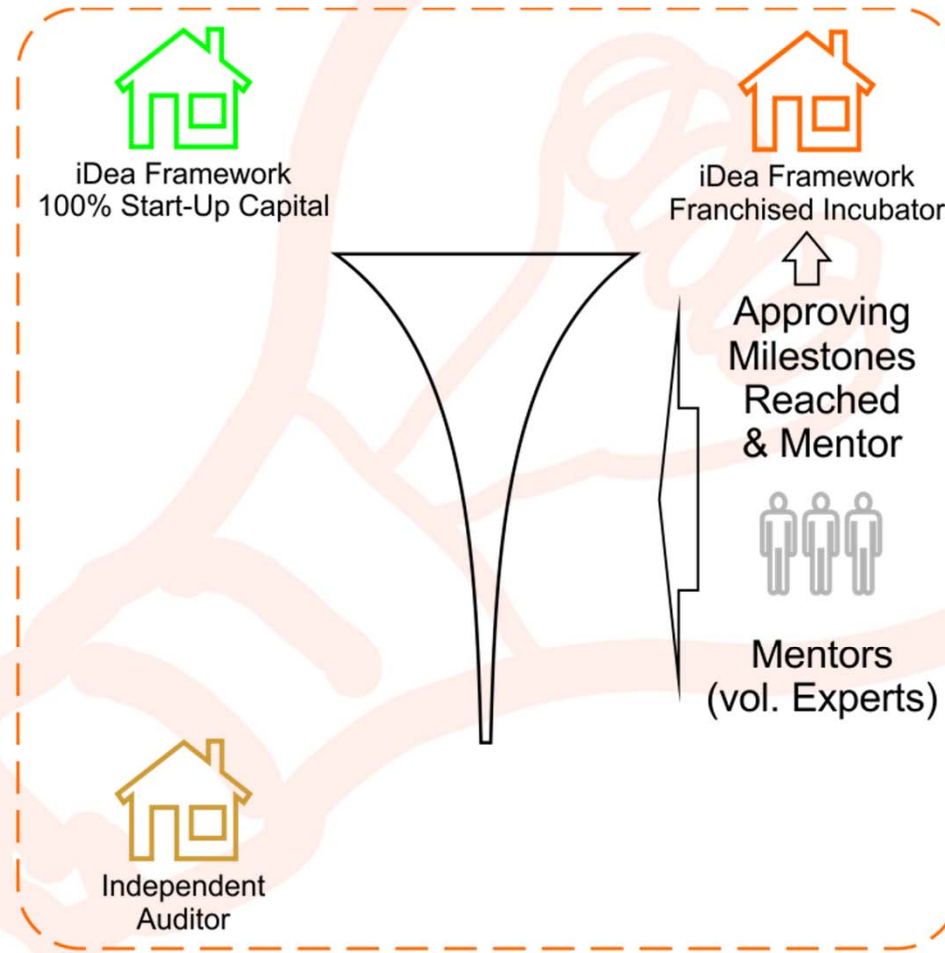 iDea Framework
100% Start-Up Capital
iDea Framework
Franchised Incubator
Approving
Milestones
Reached
& Mentor
Mentors
(vol. Experts)
Independent
Auditor